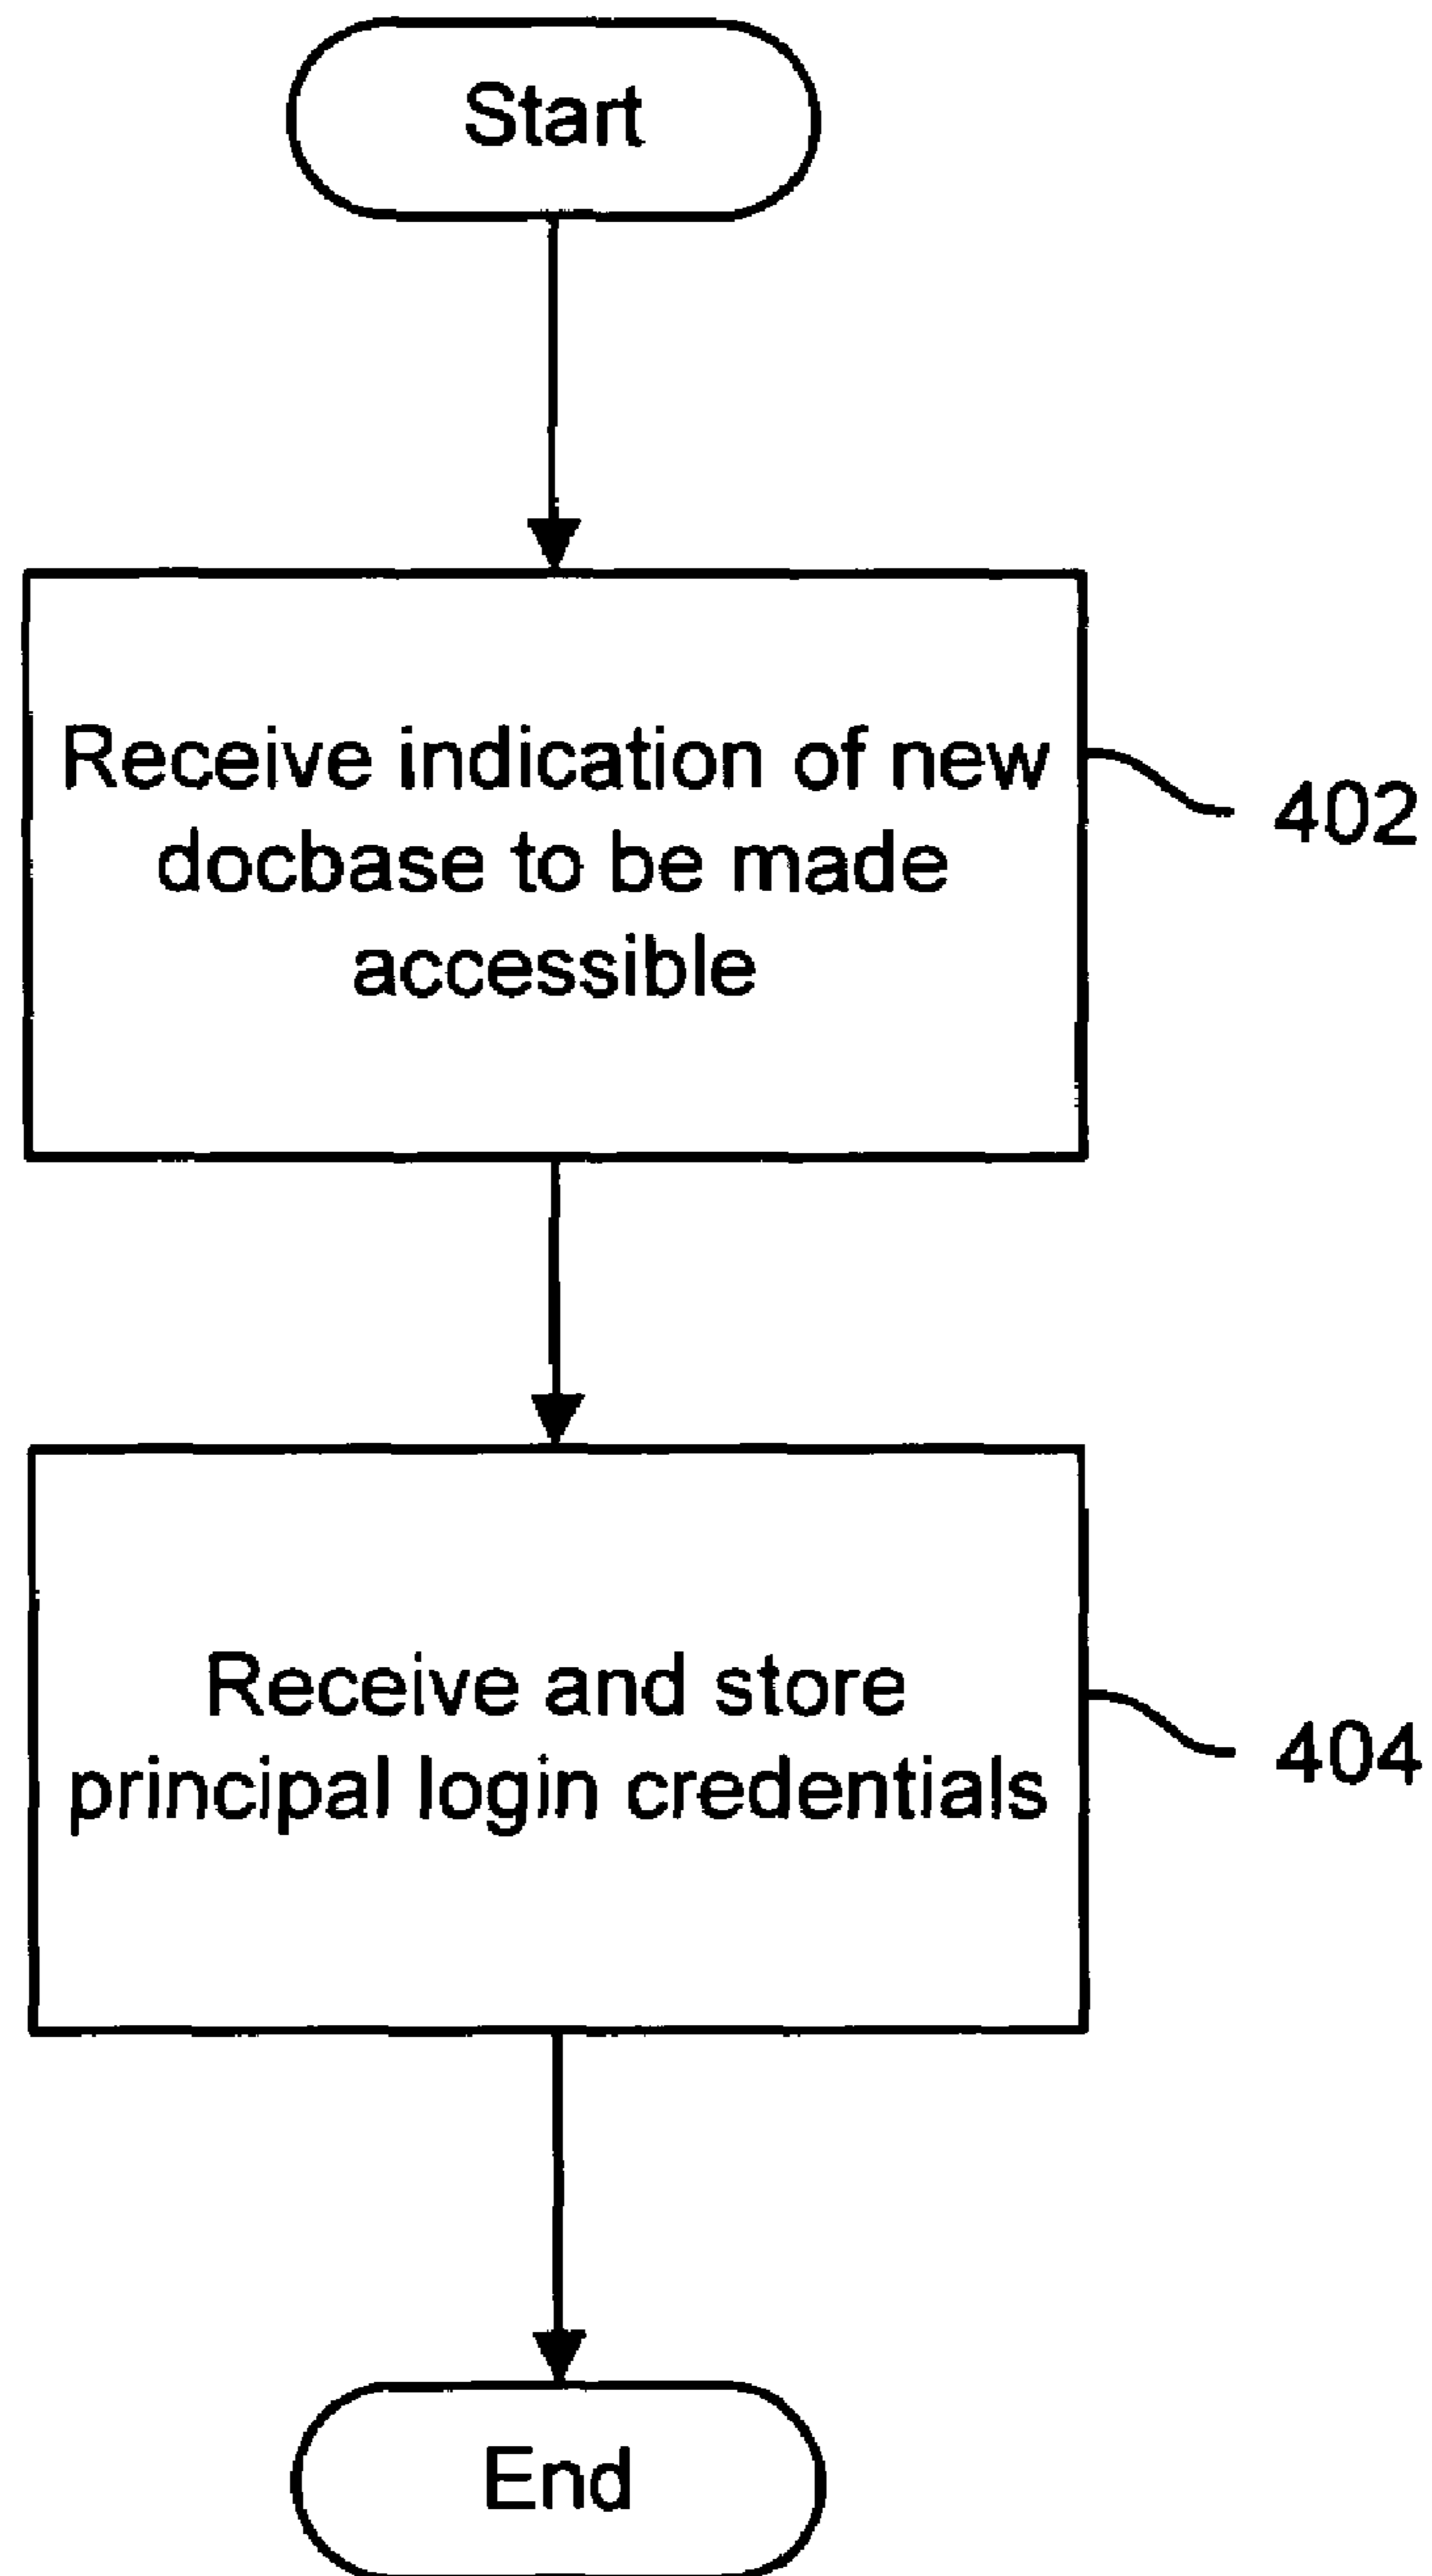 Start
Receive indication of new
docbase to be made
accessible
402
Receive and store
principal login credentials
404
End